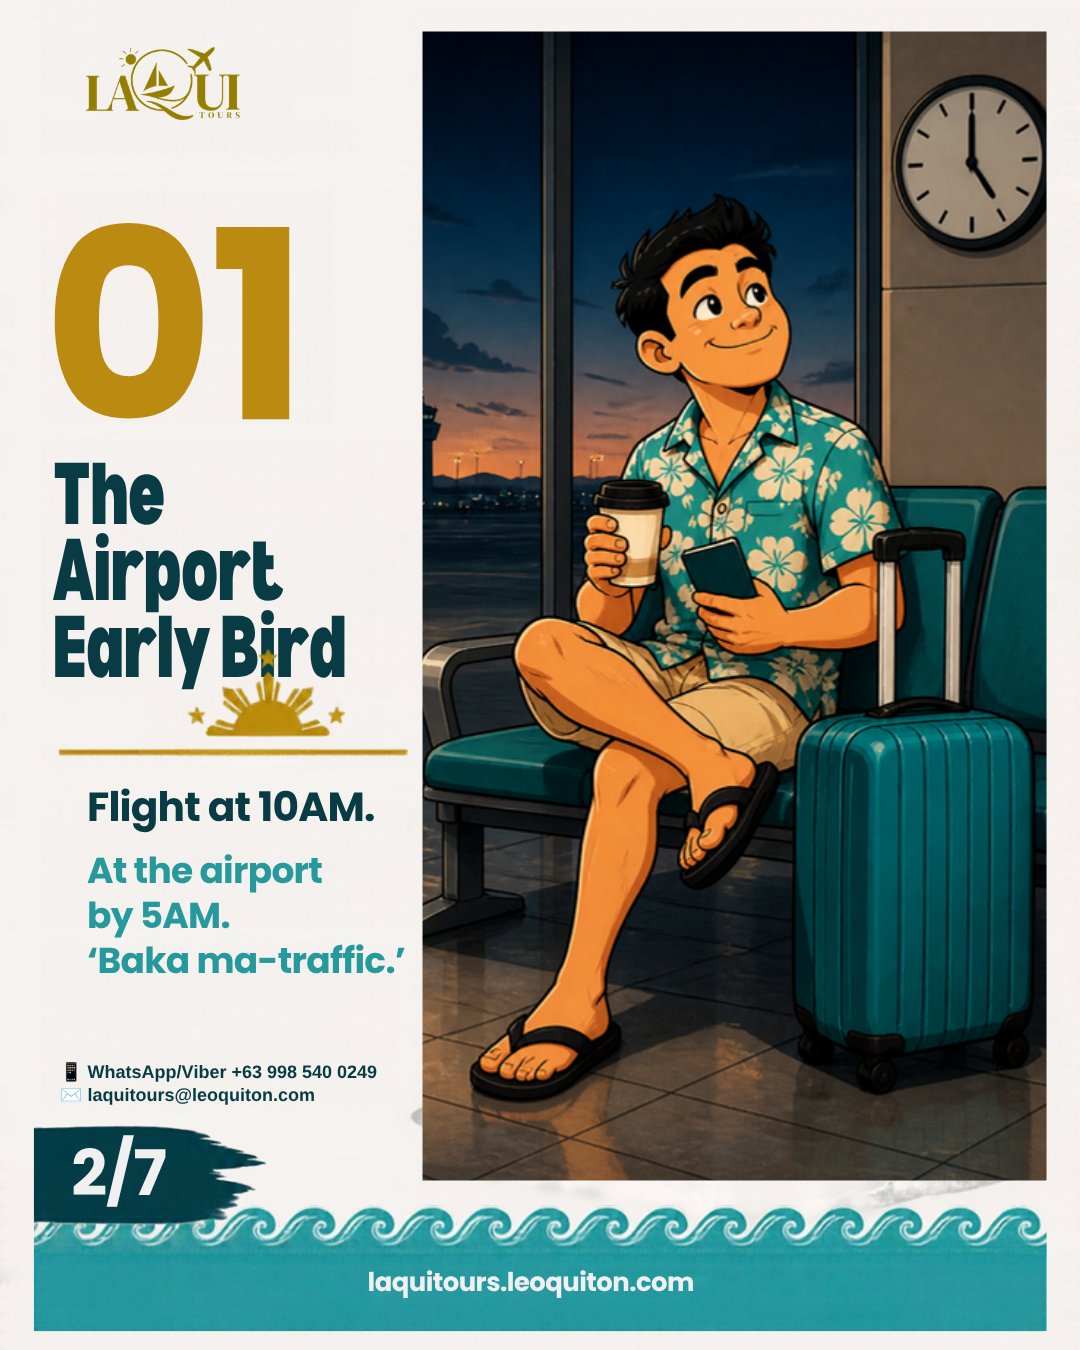 LAQUI
TOURS
01
The
Airport
Early Bird
Flight at 10AM.
At the airport
by 5AM.
‘Baka ma-traffic.’
WhatsApp/Viber +63 998 540 0249
laquitours@leoquiton.com
2/7
laquitours.leoquiton.com